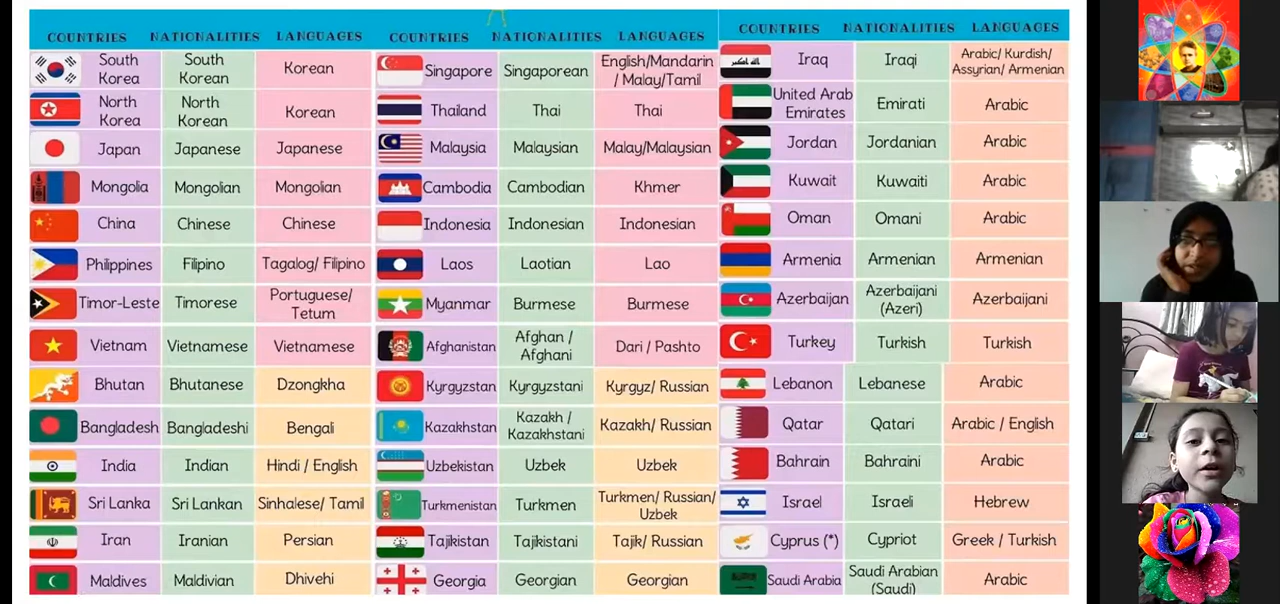 COUNTRIES NATIONALITIES LANGUAGES
South Korea South Korean Korean
North Korea North Korean Korean
Japan Japanese Japanese
Mongolia Mongolian Mongolian
China Chinese Chinese
Philippines Filipino Tagalog/ Filipino
Timor-Leste Timorese Portuguese/ Tetum
Vietnam Vietnamese Vietnamese
Bhutan Bhutanese Dzongkha
Bangladesh Bangladeshi Bengali
India Indian Hindi / English
Sri Lanka Sri Lankan Sinhalese/ Tamil
Iran Iranian Persian
Maldives Maldivian Dhivehi
COUNTRIES NATIONALITIES LANGUAGES
Singapore Singaporean English/Mandarin / Malay/Tamil
Thailand Thai Thai
Malaysia Malaysian Malay/Malaysian
Cambodia Cambodian Khmer
Indonesia Indonesian Indonesian
Laos Laotian Lao
Myanmar Burmese Burmese
Afghanistan Afghan / Afghani Dari / Pashto
Kyrgyzstan Kyrgyzstani Kyrgyz/ Russian
Kazakhstan Kazakh / Kazakhstani Kazakh/ Russian
Uzbekistan Uzbek Uzbek
Turkmenistan Turkmen Turkmen/ Russian/ Uzbek
Tajikistan Tajikistani Tajik/ Russian
Georgia Georgian Georgian
COUNTRIES NATIONALITIES LANGUAGES
Iraq Iraqi Arabic/ Kurdish/ Assyrian/ Armenian
United Arab Emirates Emirati Arabic
Jordan Jordanian Arabic
Kuwait Kuwaiti Arabic
Oman Omani Arabic
Armenia Armenian Armenian
Azerbaijan Azerbaijani (Azeri) Azerbaijani
Turkey Turkish Turkish
Lebanon Lebanese Arabic
Qatar Qatari Arabic / English
Bahrain Bahraini Arabic
Israel Israeli Hebrew
Cyprus (*) Cypriot Greek / Turkish
Saudi Arabia Saudi Arabian (Saudi) Arabic